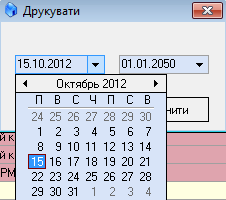 Друкувати
15.10.2012 01.01.2050
Октябрь 2012
П В С Ч П В Н
24 25 26 27 28 29 30
1 2 3 4 5 6 7
8 9 10 11 12 13 14
15 16 17 18 19 20 21
22 23 24 25 26 27 28
29 30 31 1 2 3 4